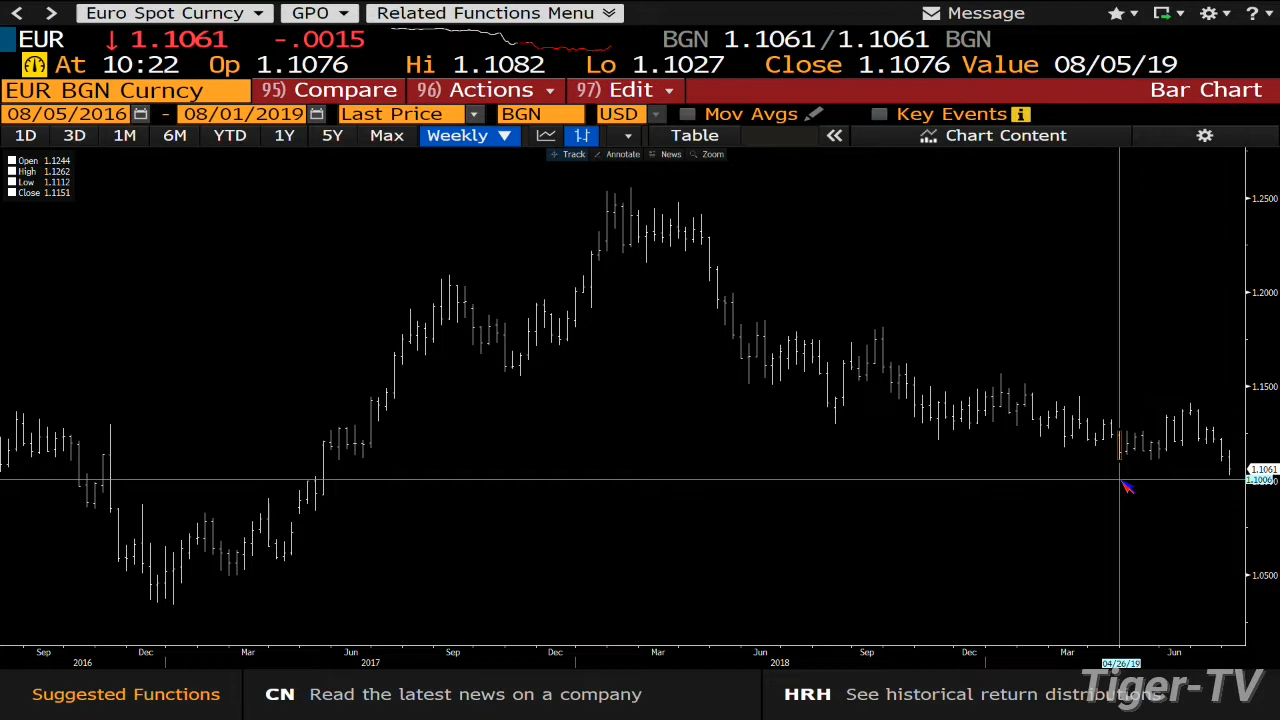 Euro Spot Curncy GPO Related Functions Menu Message ?
EUR 1.1061 -.0015 BGN 1.1061/1.1061 BGN
At 10:22 Op 1.1076 Hi 1.1082 Lo 1.1027 Close 1.1076 Value 08/05/19
EUR BGN Curncy 95) Compare 96) Actions 97) Edit Bar Chart
08/05/2016 - 08/01/2019 Last Price BGN USD Mov Avgs Key Events i
1D 3D 1M 6M YTD 1Y 5Y Max Weekly Table Chart Content
Track Annotate News Zoom
Open 1.1244
High 1.1262
Low 1.1112
Close 1.1151
1.2500
1.2000
1.1500
1.1061
1.1006
1.0500
Sep Dec Mar Jun Sep Dec Mar Jun Sep Dec Mar Jun
2016 2017 2018 04/26/19
Suggested Functions CN Read the latest news on a company HRH See historical return distributions
Tiger-TV